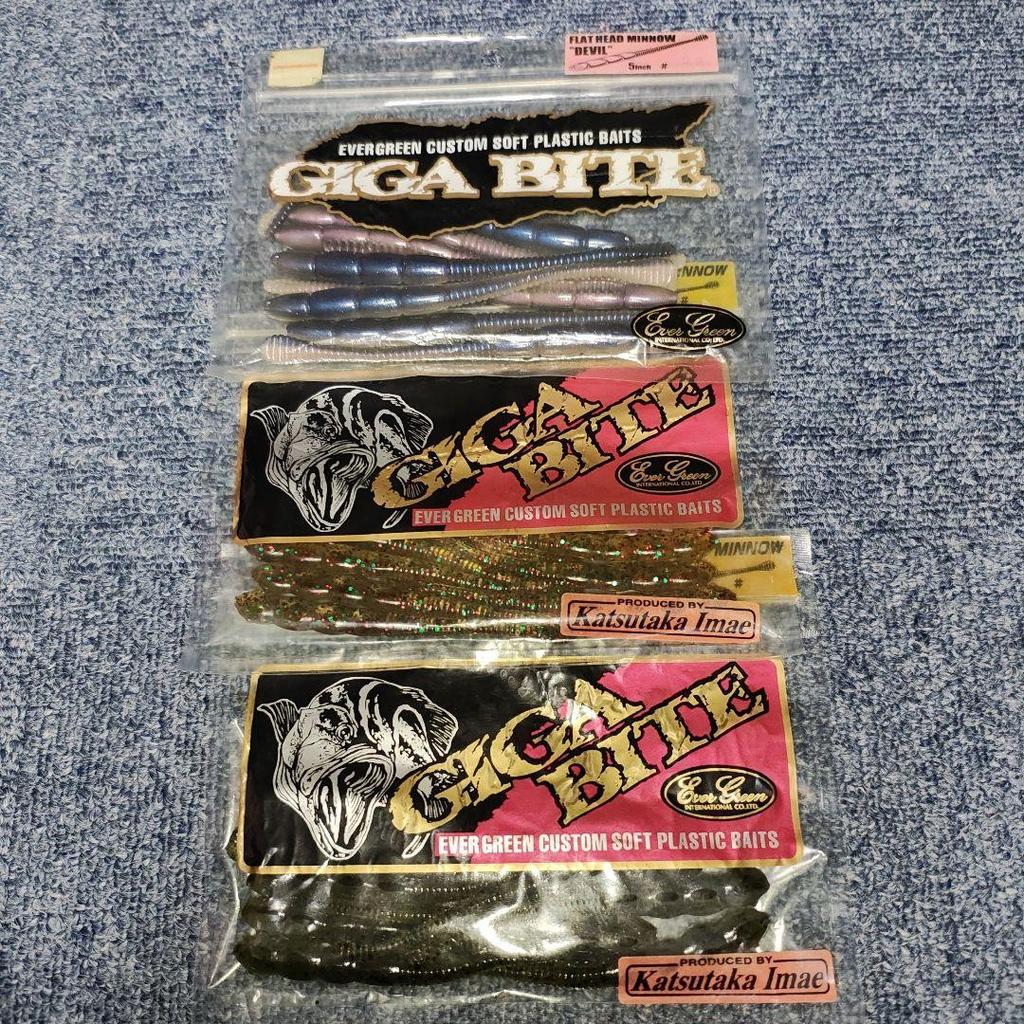 FLAT HEAD MINNOW
"DEVIL"
5inch #
EVERGREEN CUSTOM SOFT PLASTIC BAITS
GIGA BITE
NNOW
#
Ever Green
INTERNATIONAL CO.,LTD.
GIGA
BITE
Ever Green
INTERNATIONAL CO.,LTD.
EVER GREEN CUSTOM SOFT PLASTIC BAITS
MINNOW
#
PRODUCED BY
Katsutaka Imae
GIGA
BITE
Ever Green
INTERNATIONAL CO.,LTD.
EVER GREEN CUSTOM SOFT PLASTIC BAITS
PRODUCED BY
Katsutaka Imae